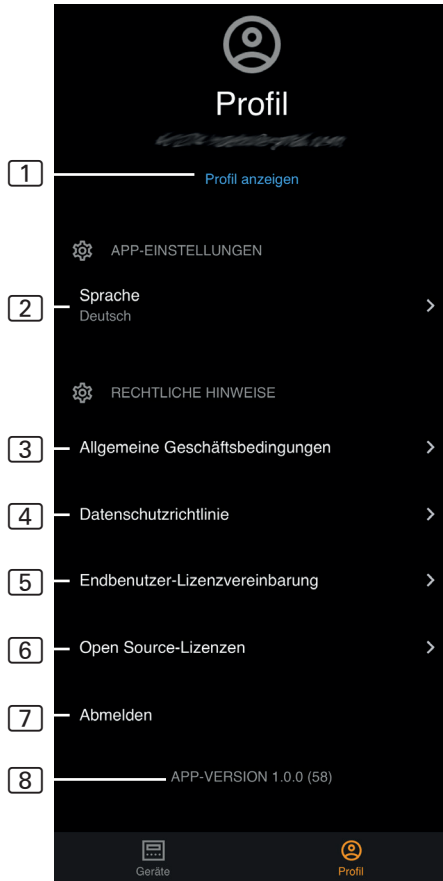 Profil
1
Profil anzeigen
APP-EINSTELLUNGEN
2
Sprache
Deutsch
RECHTLICHE HINWEISE
3
Allgemeine Geschäftsbedingungen
4
Datenschutzrichtlinie
5
Endbenutzer-Lizenzvereinbarung
6
Open Source-Lizenzen
7
Abmelden
8
APP-VERSION 1.0.0 (58)
Geräte
Profil